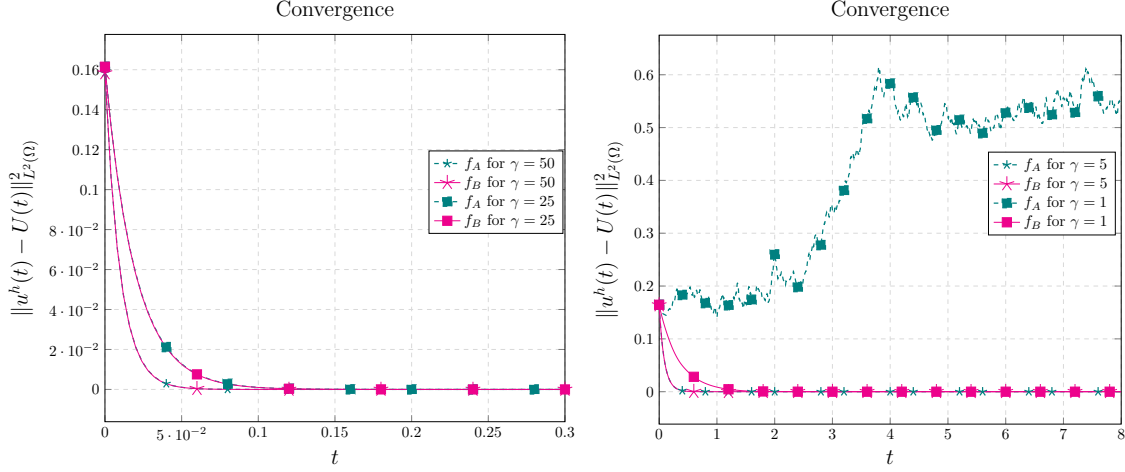 Convergence
0.16
0.14
0.12
0.1
8 · 10⁻²
6 · 10⁻²
4 · 10⁻²
2 · 10⁻²
0
0
5 · 10⁻²
0.1
0.15
0.2
0.25
0.3
t
||uʰ(t) − U(t)||²_{L²(Ω)}
f_A for γ = 50
f_B for γ = 50
f_A for γ = 25
f_B for γ = 25
Convergence
0.6
0.5
0.4
0.3
0.2
0.1
0
0
1
2
3
4
5
6
7
8
t
||uʰ(t) − U(t)||²_{L²(Ω)}
f_A for γ = 5
f_B for γ = 5
f_A for γ = 1
f_B for γ = 1